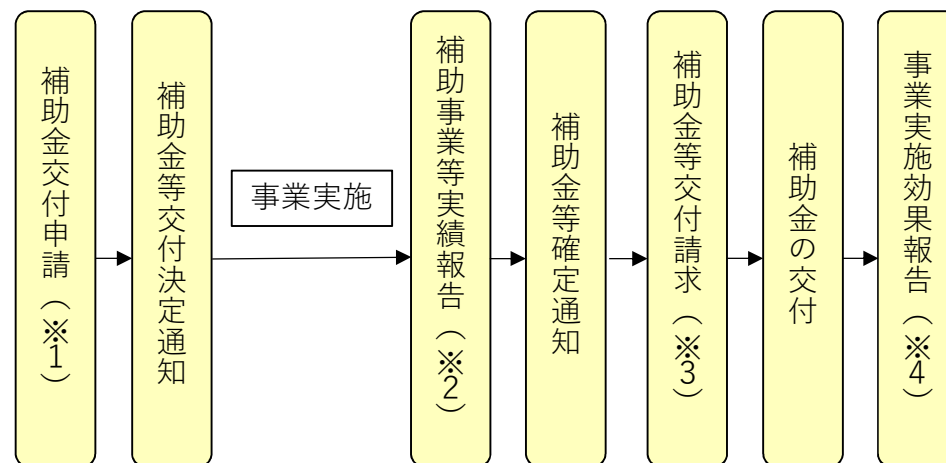 補助金交付申請（※1）
補助金等交付決定通知
事業実施
補助事業等実績報告（※2）
補助金等確定通知
補助金等交付請求（※3）
補助金の交付
事業実施効果報告（※4）